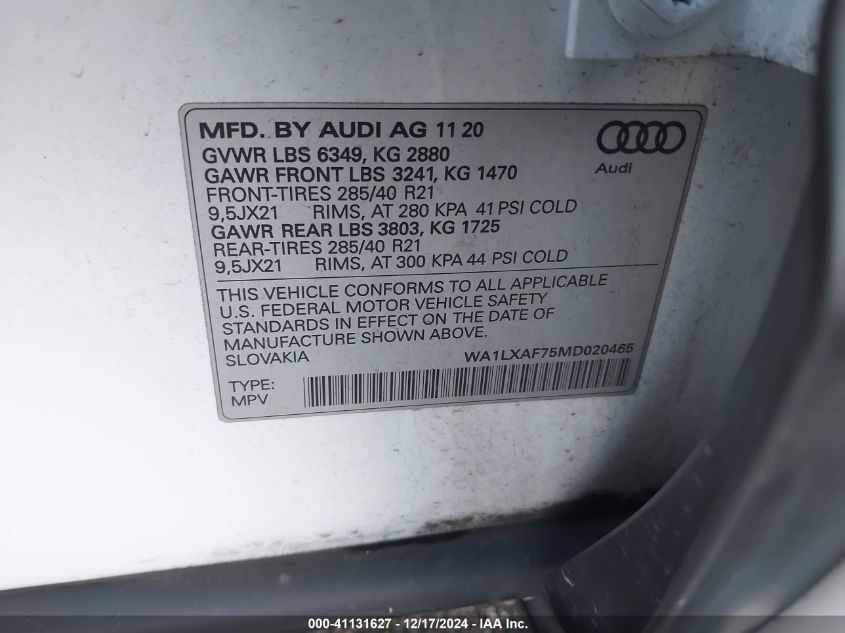 MFD. BY AUDI AG 11 20
GVWR LBS 6349, KG 2880
GAWR FRONT LBS 3241, KG 1470
FRONT-TIRES 285/40 R21
9,5JX21 RIMS, AT 280 KPA 41 PSI COLD
GAWR REAR LBS 3803, KG 1725
REAR-TIRES 285/40 R21
9,5JX21 RIMS, AT 300 KPA 44 PSI COLD
Audi
THIS VEHICLE CONFORMS TO ALL APPLICABLE
U.S. FEDERAL MOTOR VEHICLE SAFETY
STANDARDS IN EFFECT ON THE DATE OF
MANUFACTURE SHOWN ABOVE.
SLOVAKIA WA1LXAF75MD020465
TYPE:
MPV
000-41131627 - 12/17/2024 - IAA Inc.